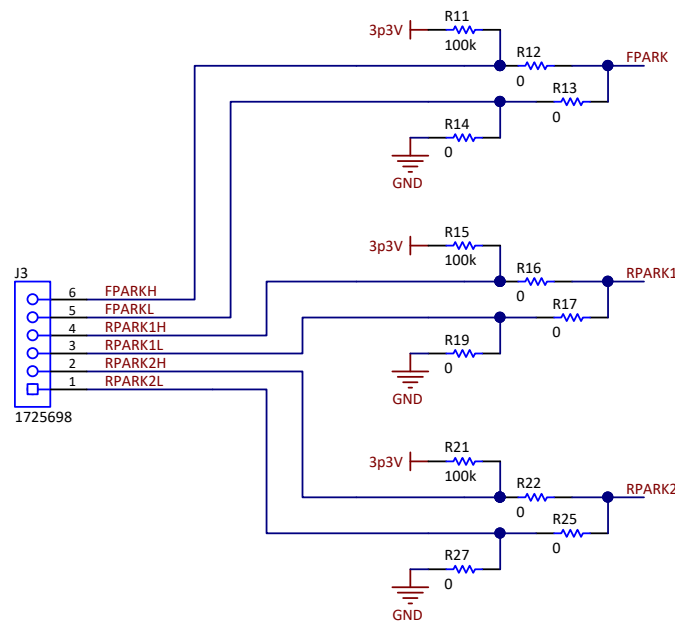 R11
3p3V
100k
R12
FPARK
0
R13
0
R14
0
GND
R15
3p3V
100k
R16
RPARK1
0
R17
0
R19
0
GND
J3
6 FPARKH
5 FPARKL
4 RPARK1H
3 RPARK1L
2 RPARK2H
1 RPARK2L
1725698
R21
3p3V
100k
R22
RPARK2
0
R25
0
R27
0
GND